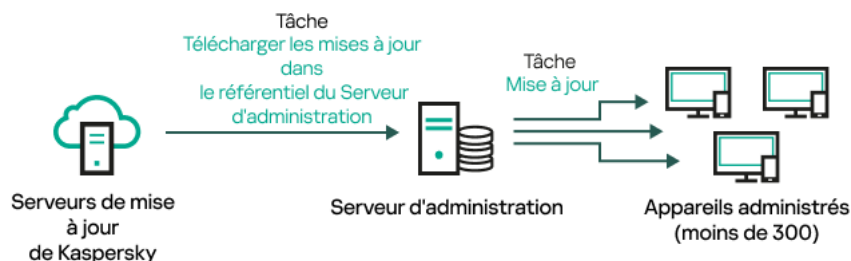 Tâche
Télécharger les mises à jour
dans
le référentiel du Serveur
d'administration
Tâche
Mise à jour
Serveurs de mise
à jour
de Kaspersky
Serveur d'administration
Appareils administrés
(moins de 300)